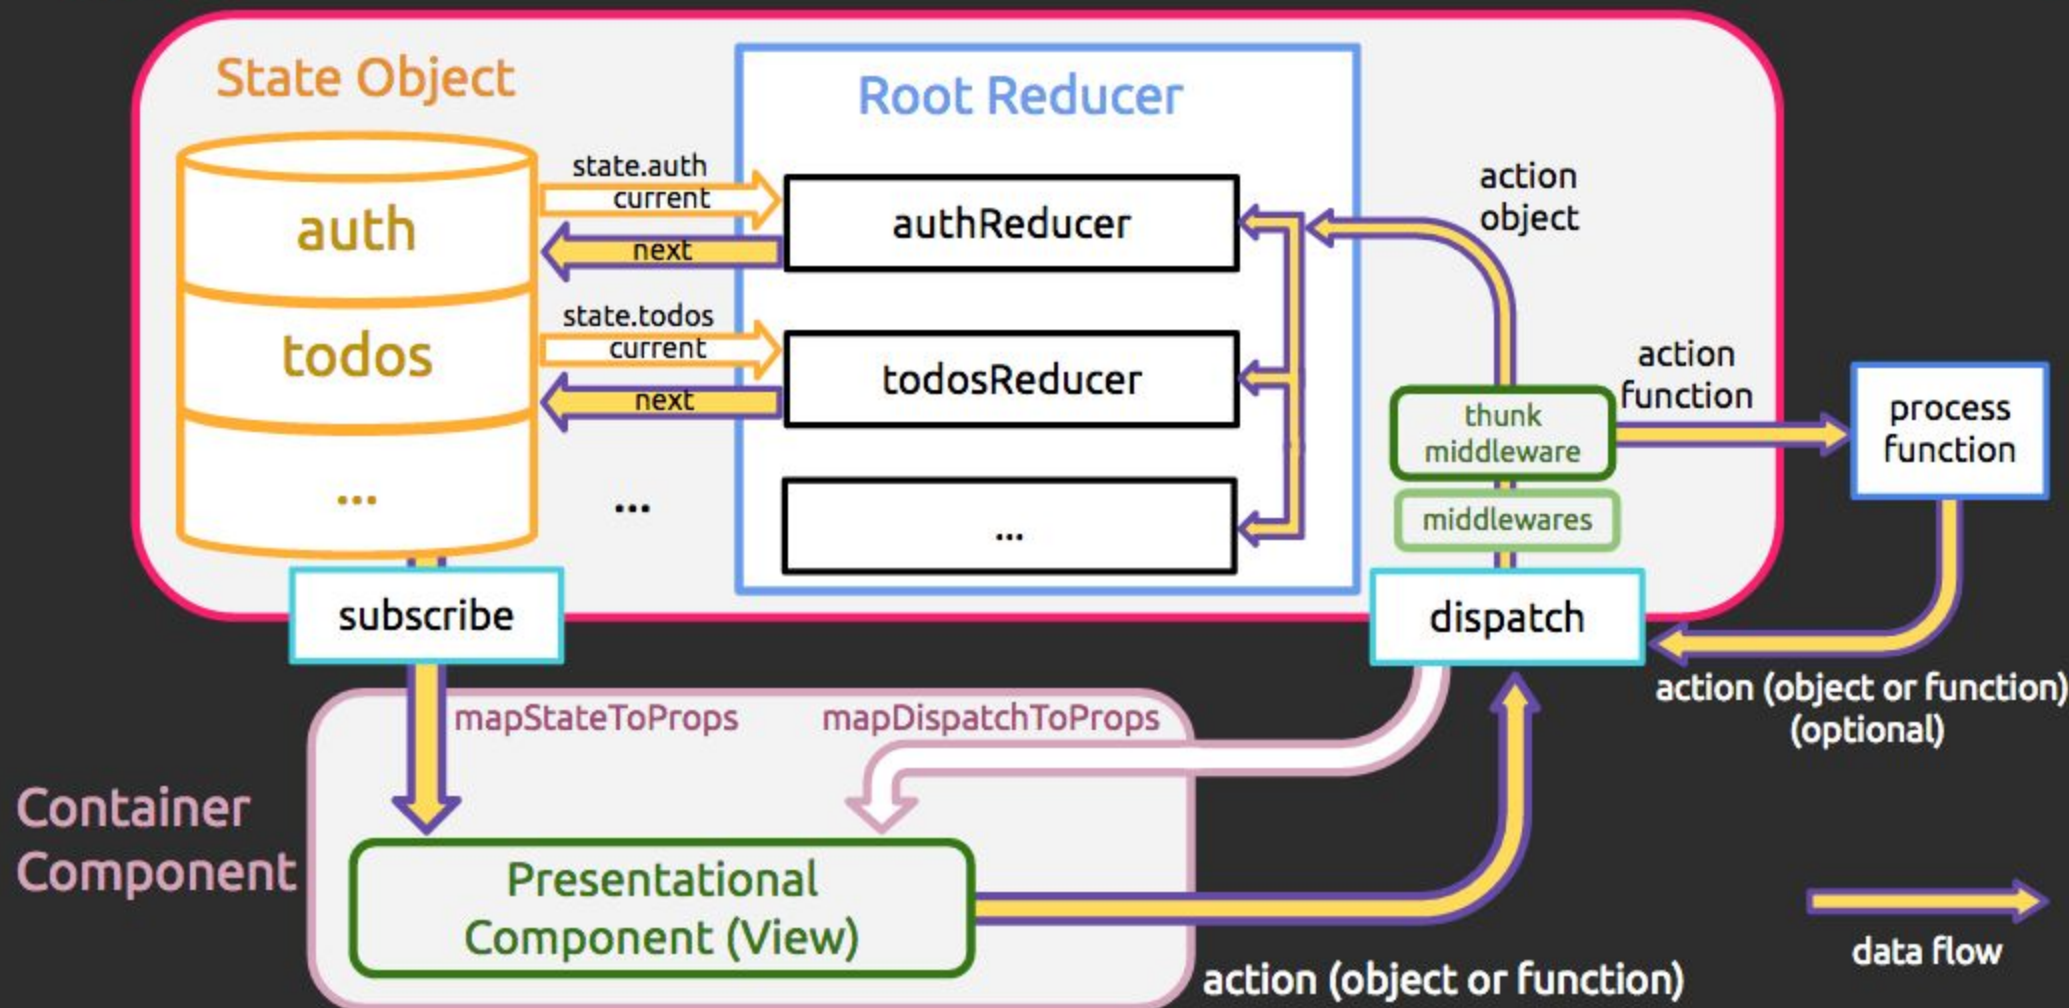 State Object
Root Reducer
auth
todos
...
state.auth
current
next
state.todos
current
next
...
authReducer
todosReducer
...
action
object
action
function
thunk
middleware
middlewares
process
function
subscribe
dispatch
action (object or function)
(optional)
mapStateToProps
mapDispatchToProps
Container
Component
Presentational
Component (View)
action (object or function)
data flow